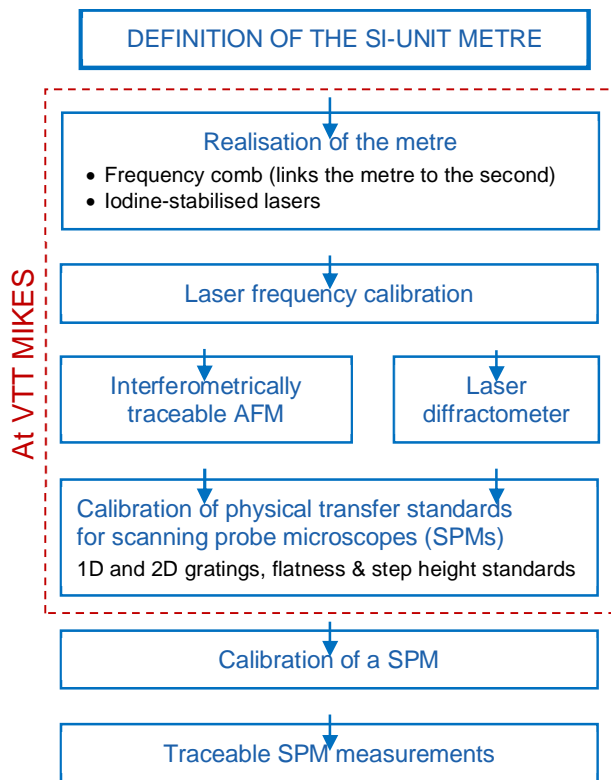 DEFINITION OF THE SI-UNIT METRE
At VTT MIKES
Realisation of the metre
• Frequency comb (links the metre to the second)
• Iodine-stabilised lasers
Laser frequency calibration
Interferometrically
traceable AFM
Laser
diffractometer
Calibration of physical transfer standards
for scanning probe microscopes (SPMs)
1D and 2D gratings, flatness & step height standards
Calibration of a SPM
Traceable SPM measurements